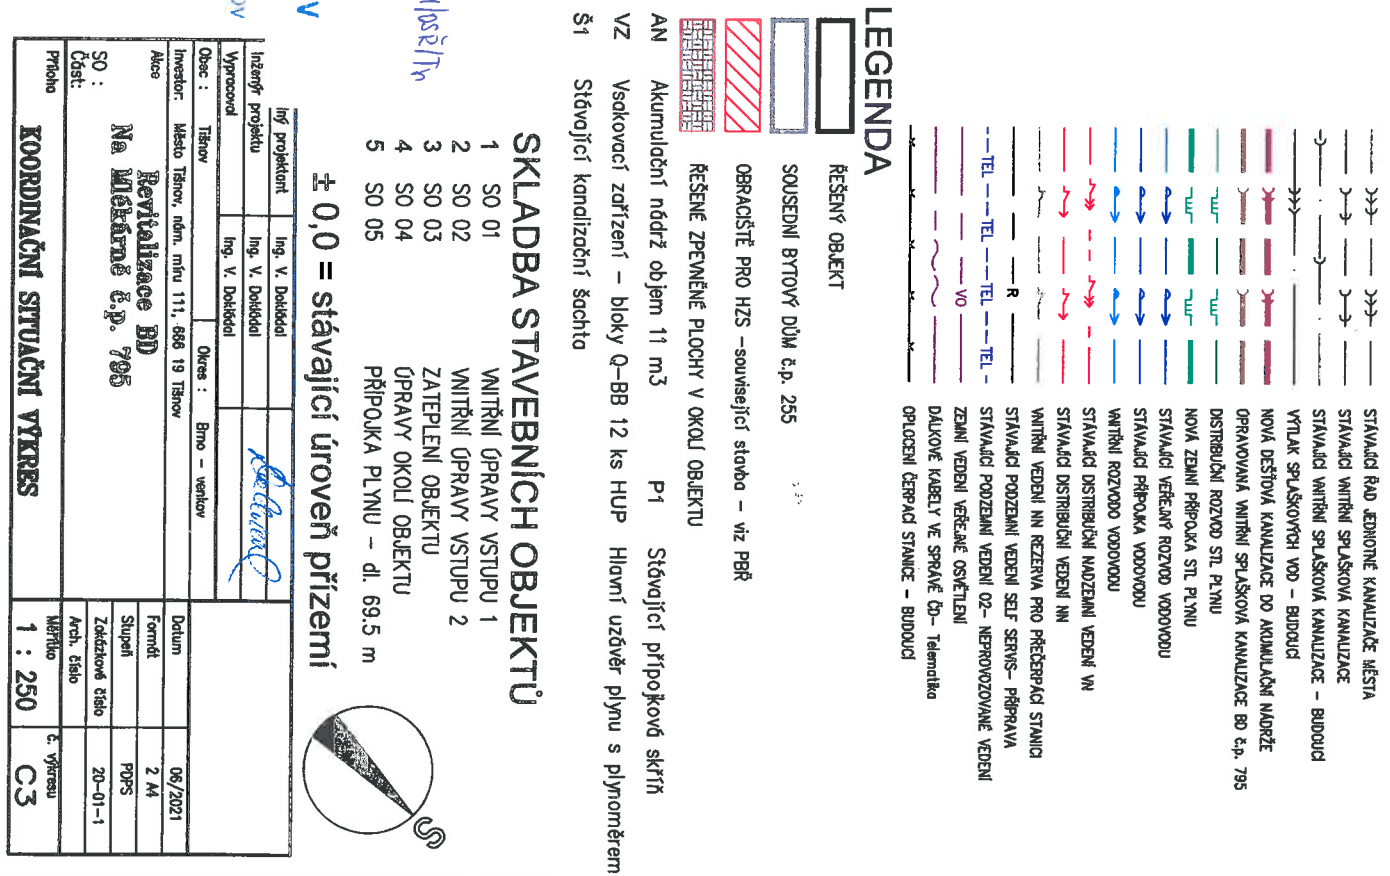 STÁVAJÍCÍ ŘAD JEDNOTNÉ KANALIZAČE MĚSTA
STÁVAJÍCÍ VNITŘNÍ SPLAŠKOVÁ KANALIZACE
STÁVAJÍCÍ VNITŘNÍ SPLAŠKOVÁ KANALIZACE - BUDOUCÍ
VÝTLAK SPLAŠKOVÝCH VOD - BUDOUCÍ
NOVÁ DEŠŤOVÁ KANALIZACE DO AKUMULAČNÍ NÁDRŽE
OPRAVOVANÁ VNITŘNÍ SPLAŠKOVÁ KANALIZACE BD č.p. 795
DISTRIBUČNÍ ROZVOD STL PLYNU
NOVÁ ZEMNÍ PŘÍPOJKA STL PLYNU
STÁVAJÍCÍ VEŘEJNÝ ROZVOD VODOVODU
STÁVAJÍCÍ PŘÍPOJKA VODOVODU
VNITŘNÍ ROZVODO VODOVODU
STÁVAJÍCÍ DISTRIBUČNÍ NADZEMNÍ VEDENÍ VN
STÁVAJÍCÍ DISTRIBUČNÍ VEDENÍ NN
VNITŘNÍ VEDENÍ NN REZERVA PRO PŘEČERPÁCÍ STANICI
R R STÁVAJÍCÍ PODZEMNÍ VEDENÍ SELF SERVIS- PŘÍPRAVA
TEL TEL TEL TEL STÁVAJÍCÍ PODZEMNÍ VEDENÍ O2- NEPROVOZOVANÉ VEDENÍ
VO ZEMNÍ VEDENÍ VEŘEJNÉ OSVĚTLENÍ
DÁLKOVÉ KABELY VE SPRÁVĚ ČD- Telematika
OPLOCENÍ ČERPACÍ STANICE - BUDOUCÍ
LEGENDA
ŘEŠENÝ OBJEKT
SOUSEDNÍ BYTOVÝ DŮM č.p. 255
OBRACIŠTĚ PRO HZS -související stavba - viz PBŘ
ŘEŠENÉ ZPEVNĚNÉ PLOCHY V OKOLÍ OBJEKTU
AN Akumulační nádrž objem 11 m3 P1 Stávající přípojková skříň
VZ Vsakovací zařízení - bloky Q-BB 12 ks HUP Hlavní uzávěr plynu s plynoměrem
Š1 Stávající kanalizační šachta
SKLADBA STAVEBNÍCH OBJEKTŮ
1 SO 01 VNITŘNÍ ÚPRAVY VSTUPU 1
2 SO 02 VNITŘNÍ ÚPRAVY VSTUPU 2
3 SO 03 ZATEPLENÍ OBJEKTU
4 SO 04 ÚPRAVY OKOLÍ OBJEKTU
5 SO 05 PŘÍPOJKA PLYNU - dl. 69.5 m
± 0,0 = stávající úroveň přízemí
S
iný projektant Ing. V. Dokládal
Inženýr projektu Ing. V. Dokládal
Vypracoval Ing. V. Dokládal
Obec : Tišnov Okres : Brno - venkov
Investor: Město Tišnov, nám. míru 111, 666 19 Tišnov
Akce Revitalizace BD
Na Mlékárně č.p. 795
SO :
Část:
Příloha KOORDINAČNÍ SITUAČNÍ VÝKRES
Datum 06/2021
Formát 2 A4
Stupeň PDPS
Zakázkové číslo 20-01-1
Arch. číslo
Měřítko 1 : 250
č. výkresu C.3